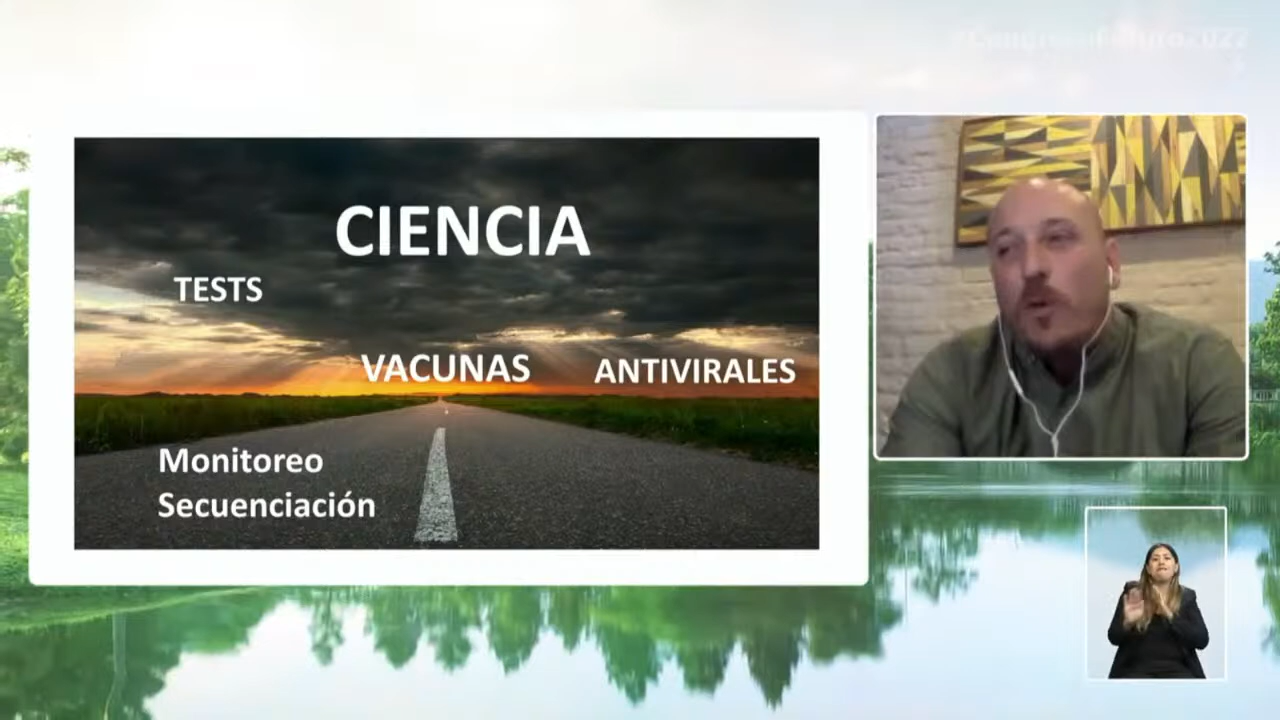 CIENCIA
TESTS
VACUNAS
ANTIVIRALES
Monitoreo
Secuenciación